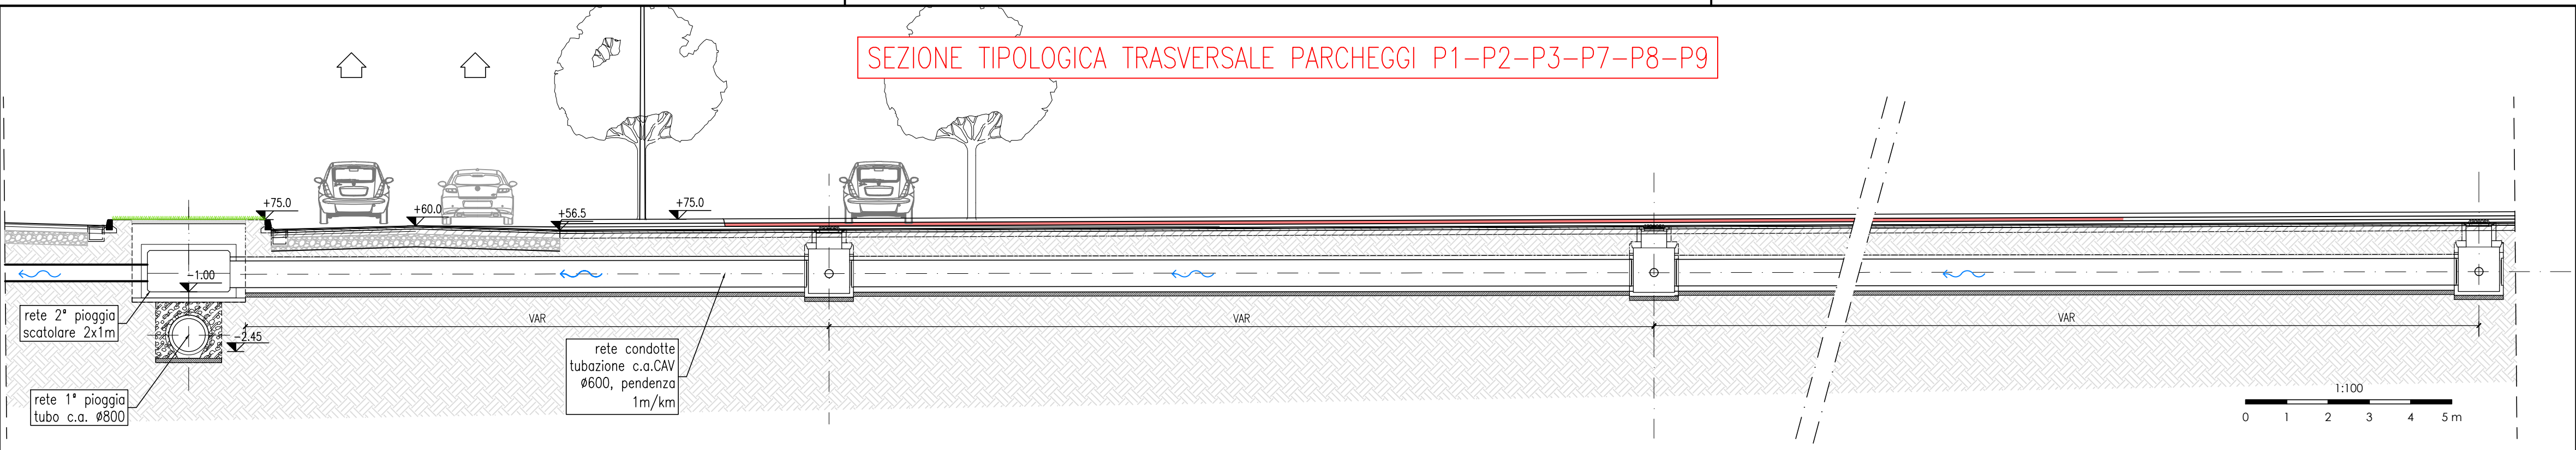 SEZIONE TIPOLOGICA TRASVERSALE PARCHEGGI P1-P2-P3-P7-P8-P9
+75.0
+60.0
+56.5
+75.0
-1.00
rete 2ª pioggia
scatolare 2x1m
-2.45
VAR
VAR
VAR
rete condotte
tubazione c.a.CAV
Ø600, pendenza
1m/km
rete 1ª pioggia
tubo c.a. Ø800
1:100
0 1 2 3 4 5 m